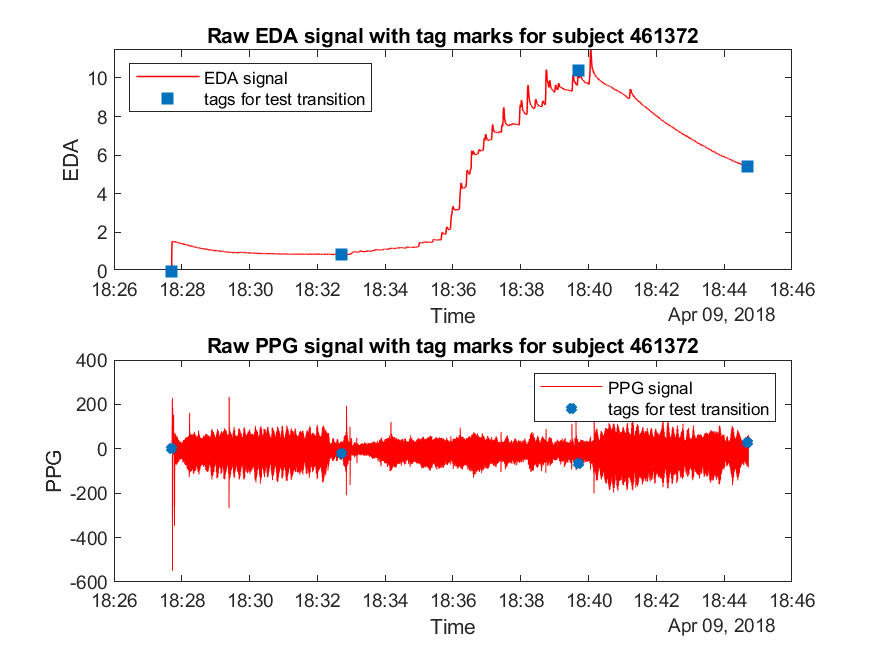 Raw EDA signal with tag marks for subject 461372
EDA signal
tags for test transition
EDA
10
8
6
4
2
0
18:26 18:28 18:30 18:32 18:34 18:36 18:38 18:40 18:42 18:44 18:46
Time
Apr 09, 2018
Raw PPG signal with tag marks for subject 461372
PPG signal
tags for test transition
PPG
400
200
0
-200
-400
-600
18:26 18:28 18:30 18:32 18:34 18:36 18:38 18:40 18:42 18:44 18:46
Time
Apr 09, 2018